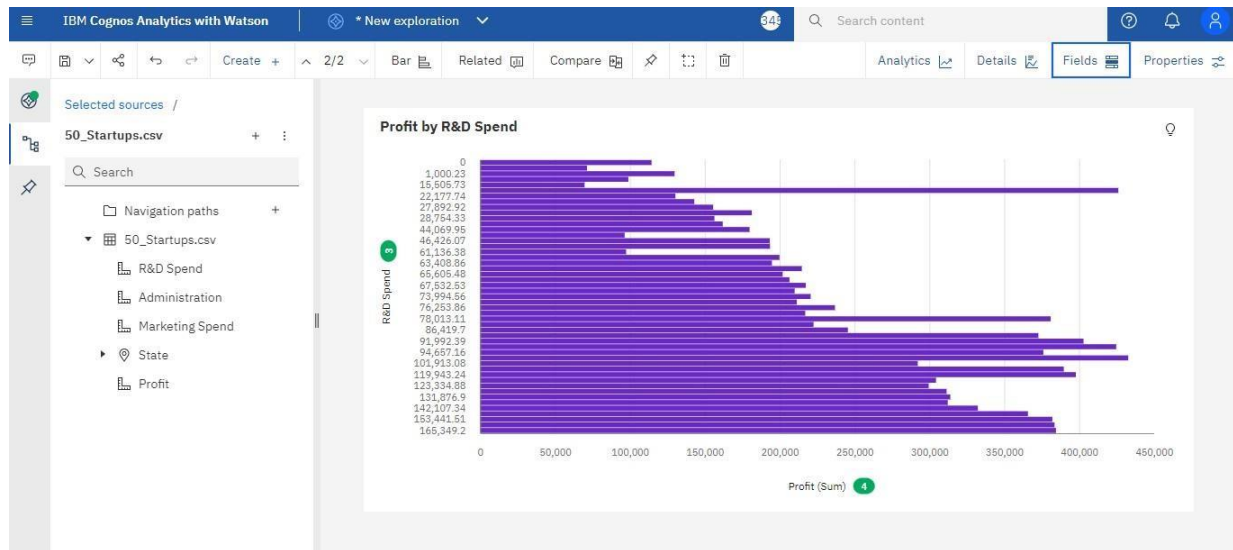 IBM Cognos Analytics with Watson
* New exploration
345
Search content
Create +
2/2
Bar
Related
Compare
Analytics
Details
Fields
Properties
Selected sources /
50_Startups.csv
Search
Navigation paths
50_Startups.csv
R&D Spend
Administration
Marketing Spend
State
Profit
Profit by R&D Spend
R&D Spend
3
0
1,000.23
15,505.73
22,177.74
27,892.92
28,754.33
44,069.95
46,426.07
61,136.38
63,408.86
65,605.48
67,532.53
73,994.56
76,253.86
78,013.11
86,419.7
91,992.39
94,657.16
101,913.08
119,943.24
123,334.88
131,876.9
142,107.34
153,441.51
165,349.2
0 50,000 100,000 150,000 200,000 250,000 300,000 350,000 400,000 450,000
Profit (Sum) 4